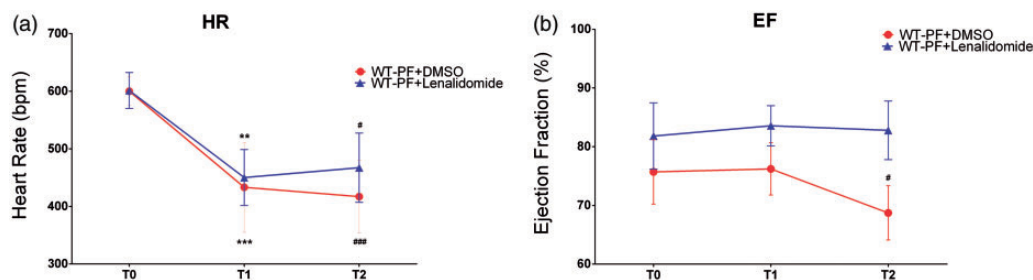 (a)
HR
700
600
500
400
300
Heart Rate (bpm)
WT-PF+DMSO
WT-PF+Lenalidomide
**
#
***
###
T0
T1
T2
(b)
EF
100
90
80
70
60
Ejection Fraction (%)
WT-PF+DMSO
WT-PF+Lenalidomide
#
T0
T1
T2